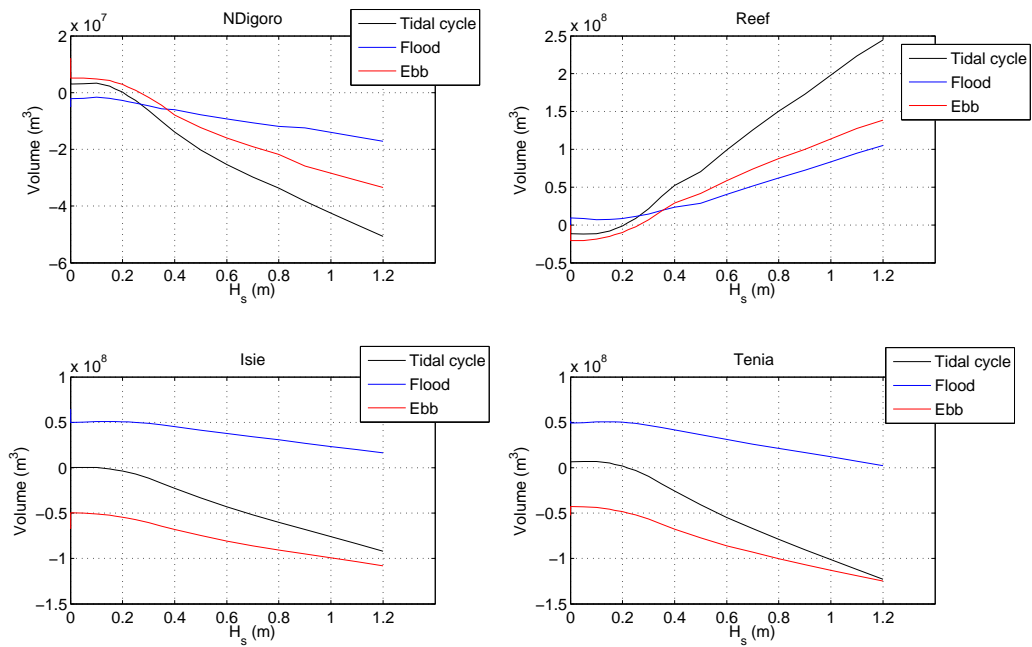 x 10^7
NDigoro
Tidal cycle
Flood
Ebb
Volume (m^3)
2
0
−2
−4
−6
0
0.2
0.4
0.6
0.8
1
1.2
H_s (m)
x 10^8
Reef
Tidal cycle
Flood
Ebb
Volume (m^3)
2.5
2
1.5
1
0.5
0
−0.5
0
0.2
0.4
0.6
0.8
1
1.2
H_s (m)
x 10^8
Isie
Tidal cycle
Flood
Ebb
Volume (m^3)
1
0.5
0
−0.5
−1
−1.5
0
0.2
0.4
0.6
0.8
1
1.2
H_s (m)
x 10^8
Tenia
Tidal cycle
Flood
Ebb
Volume (m^3)
1
0.5
0
−0.5
−1
−1.5
0
0.2
0.4
0.6
0.8
1
1.2
H_s (m)